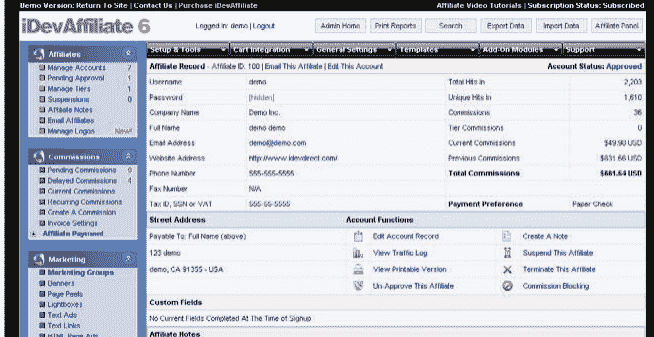 Demo Version: Return To Site | Contact Us | Purchase iDevAffiliate
Affiliate Video Tutorials | Subscription Status: Subscribed
iDevAffiliate 6
Logged in: demo | Logout
Admin Home
Print Reports
Search
Export Data
Import Data
Affiliate Panel
Setup & Tools
Cart Integration
General Settings
Templates
Add-On Modules
Support
Affiliates
Manage Accounts 7
Pending Approval 1
Manage Tiers 1
Suspensions 0
Affiliate Notes
Email Affiliates
Manage Logos New!
Commissions
Pending Commissions 9
Delayed Commissions 4
Current Commissions
Recurring Commissions
Create A Commission
Invoice Settings
Affiliate Payment
Marketing
Marketing Groups
Banners
Page Peels
Lightboxes
Text Ads
Text Links
HTML Page Ads
Affiliate Record - Affiliate ID: 100 | Email This Affiliate | Edit This Account
Account Status: Approved
Username demo Total Hits In 2,203
Password [hidden] Unique Hits In 1,610
Company Name Demo Inc. Commissions 36
Full Name demo demo Tier Commissions 0
Email Address demo@demo.com Current Commissions $49.90 USD
Website Address http://www.idevdirect.com/ Previous Commissions
Phone Number 555-555-5555 Total Commissions
Fax Number N/A
Tax ID, SSN or VAT 555-55-5555 Payment Preference Paper Check
Street Address
Account Functions
Payable To: Full Name (above)
Edit Account Record
Create A Note
123 demo
View Traffic Log
Suspend This Affiliate
demo, CA 91355 - USA
View Printable Version
Terminate This Affiliate
Un-Approve This Affiliate
Commission Blocking
Custom Fields
No Current Fields Completed At The Time of Signup
Affiliate Notes